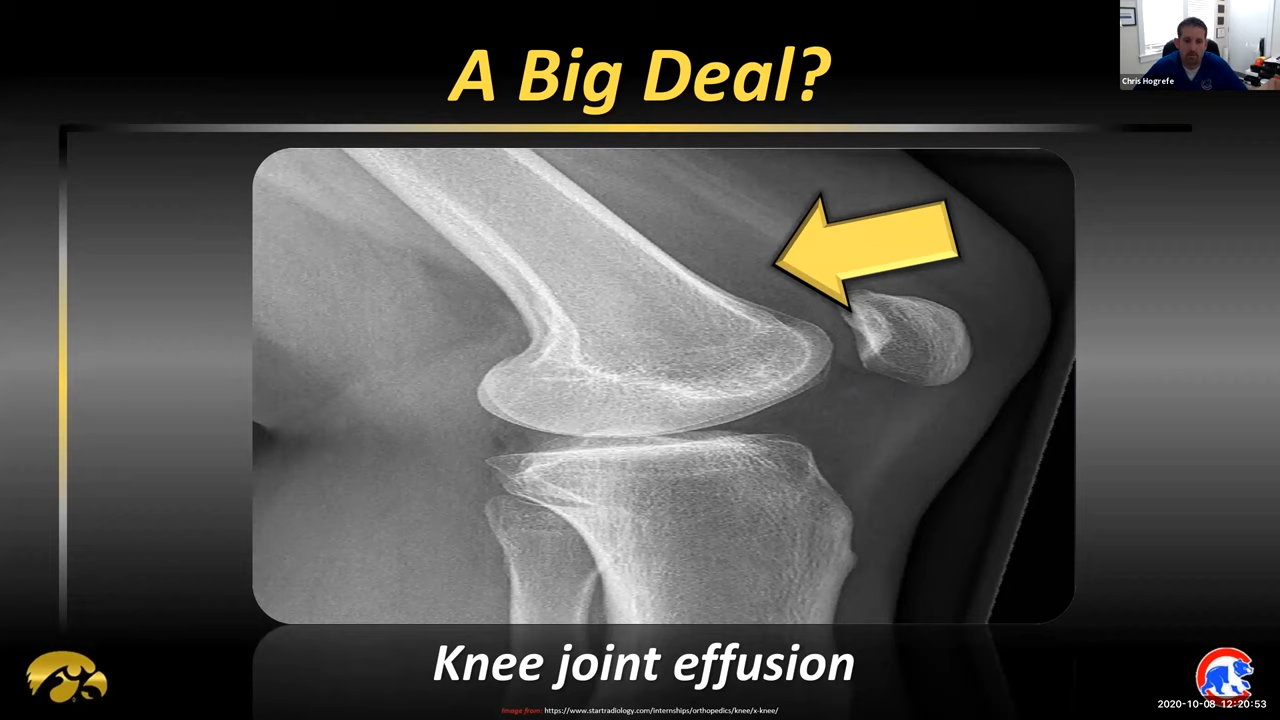 A Big Deal?
Chris Hogrefe
Knee joint effusion
Image from: https://www.startradiology.com/internships/orthopedics/knee/x-knee/
2020-10-08 12:20:53